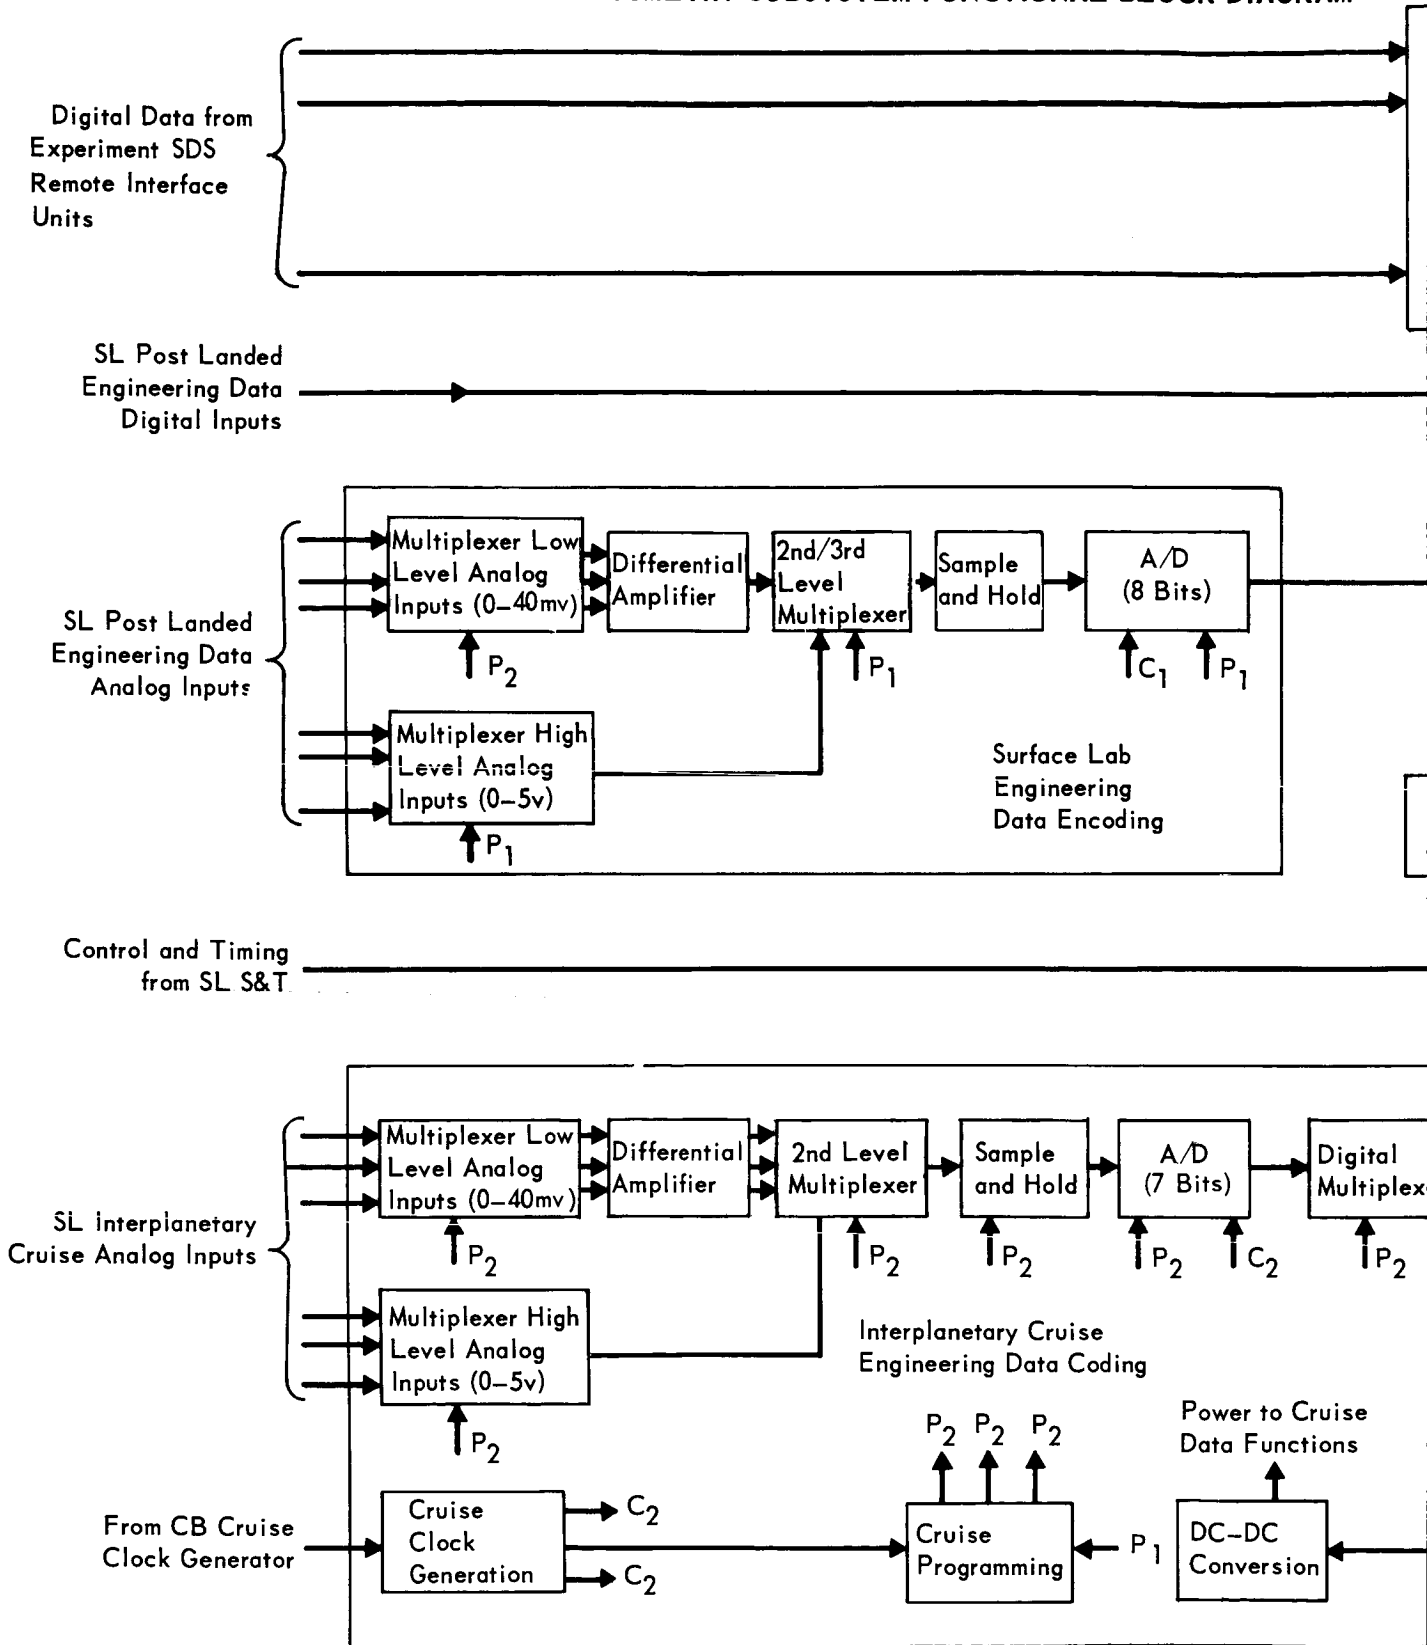 SUBSYSTEM FUNCTIONAL BLOCK DIAGRAM
Digital Data from
Experiment SDS
Remote Interface
Units
SL Post Landed
Engineering Data
Digital Inputs
SL Post Landed
Engineering Data
Analog Inputs
Multiplexer Low
Level Analog
Inputs (0-40mv)
P2
Differential
Amplifier
2nd/3rd
Level
Multiplexer
P1
Sample
and Hold
A/D
(8 Bits)
C1
P1
Multiplexer High
Level Analog
Inputs (0-5v)
P1
Surface Lab
Engineering
Data Encoding
Control and Timing
from SL S&T
SL Interplanetary
Cruise Analog Inputs
Multiplexer Low
Level Analog
Inputs (0-40mv)
P2
Differential
Amplifier
2nd Level
Multiplexer
P2
Sample
and Hold
P2
A/D
(7 Bits)
P2
C2
Digital
Multiplex
P2
Multiplexer High
Level Analog
Inputs (0-5v)
P2
Interplanetary Cruise
Engineering Data Coding
From CB Cruise
Clock Generator
Cruise
Clock
Generation
C2
C2
P2 P2 P2
Cruise
Programming
P1
Power to Cruise
Data Functions
DC-DC
Conversion